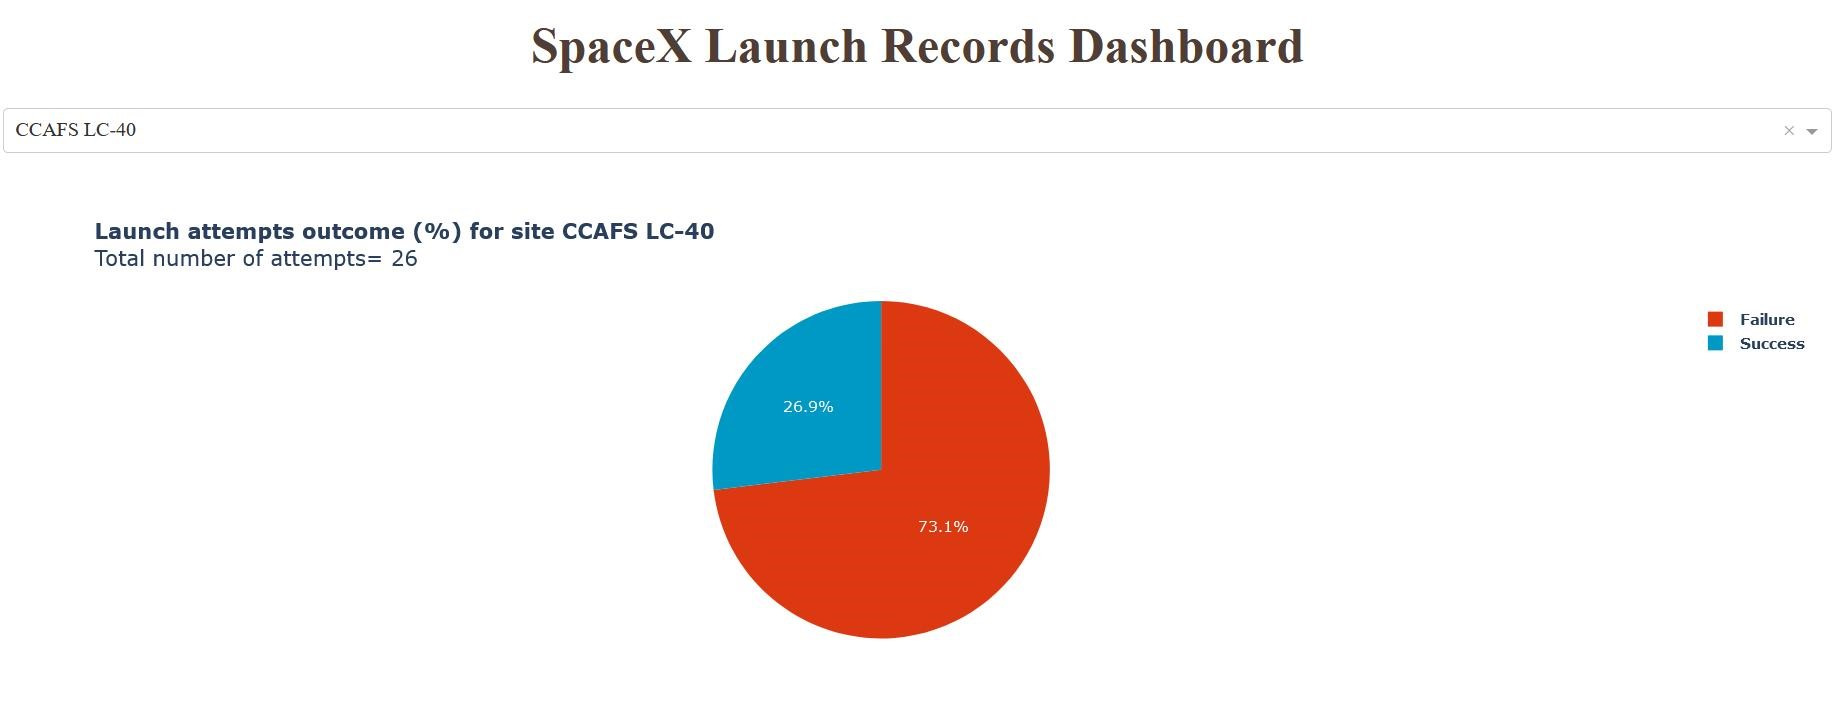 SpaceX Launch Records Dashboard
CCAFS LC-40
Launch attempts outcome (%) for site CCAFS LC-40
Total number of attempts= 26
Failure
Success
26.9%
73.1%